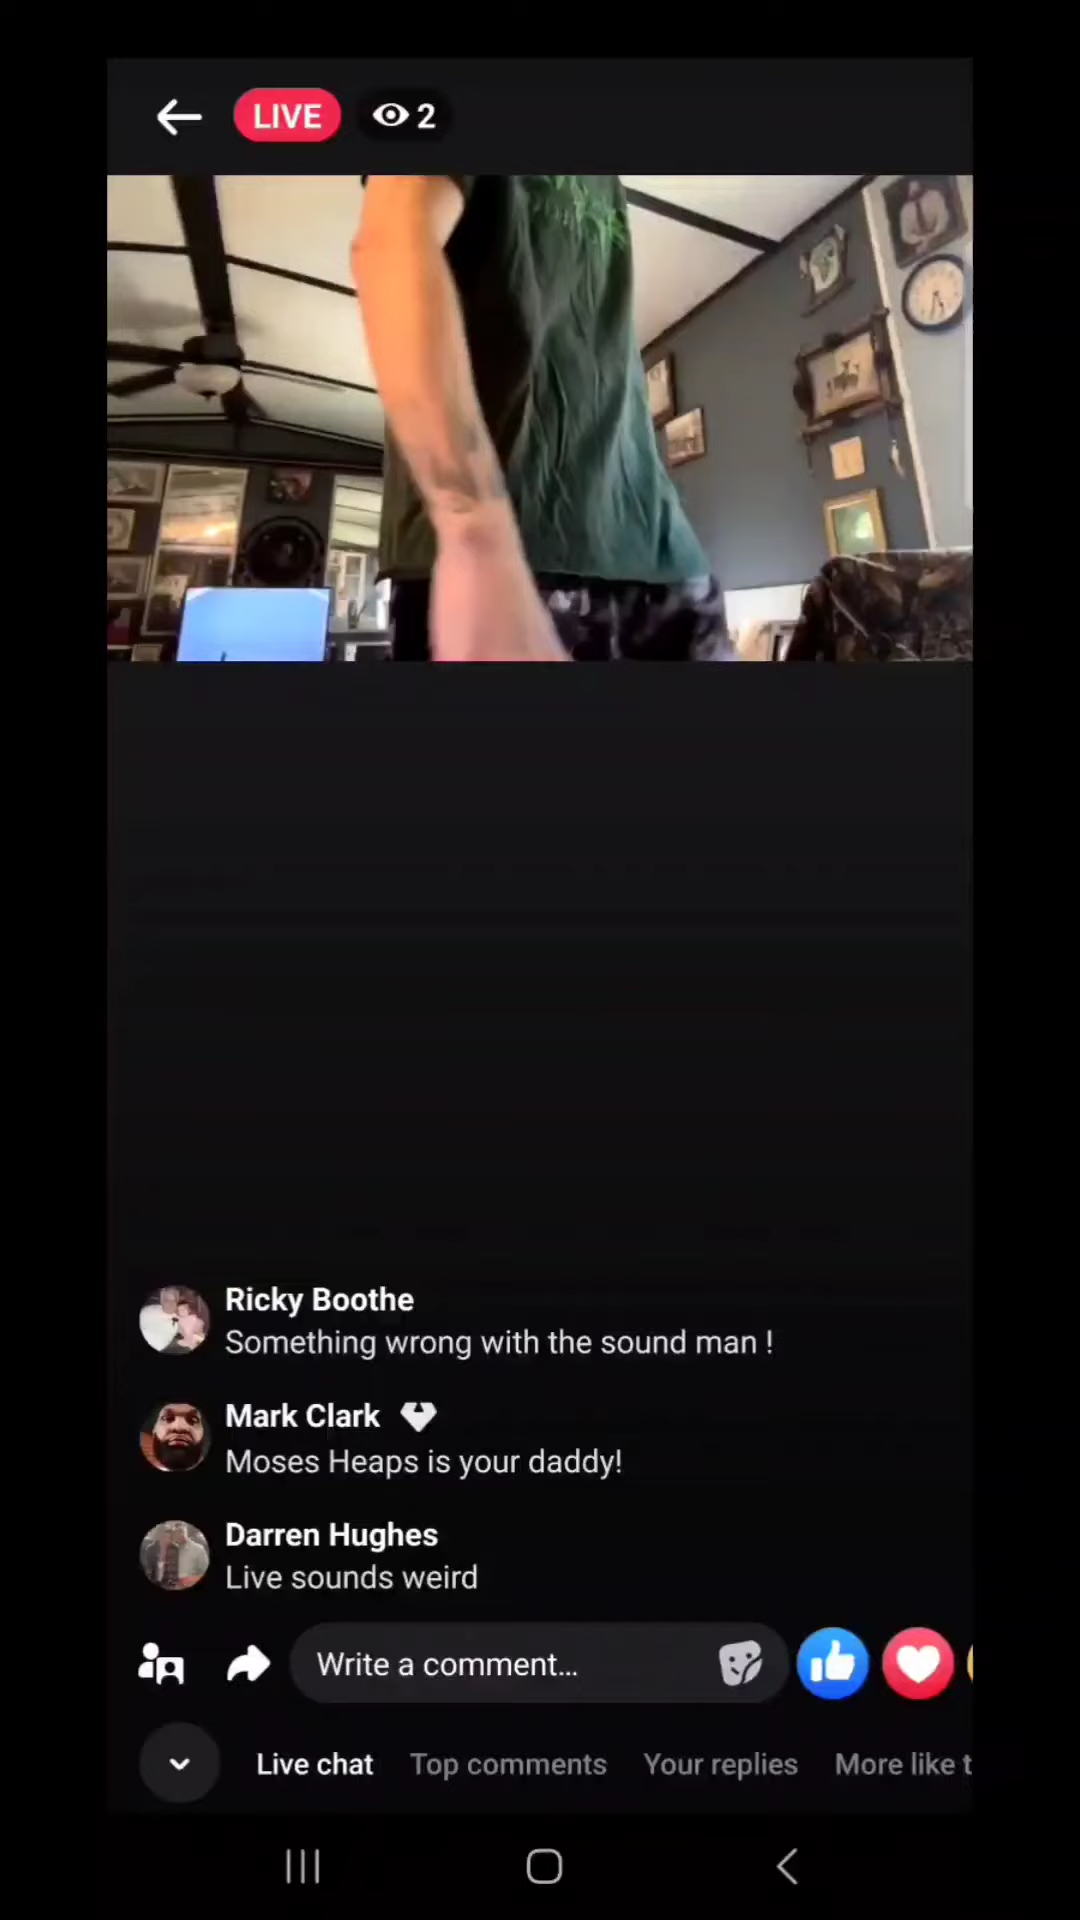 LIVE 2
Ricky Boothe
Something wrong with the sound man !
Mark Clark
Moses Heaps is your daddy!
Darren Hughes
Live sounds weird
Write a comment...
Live chat Top comments Your replies More like t